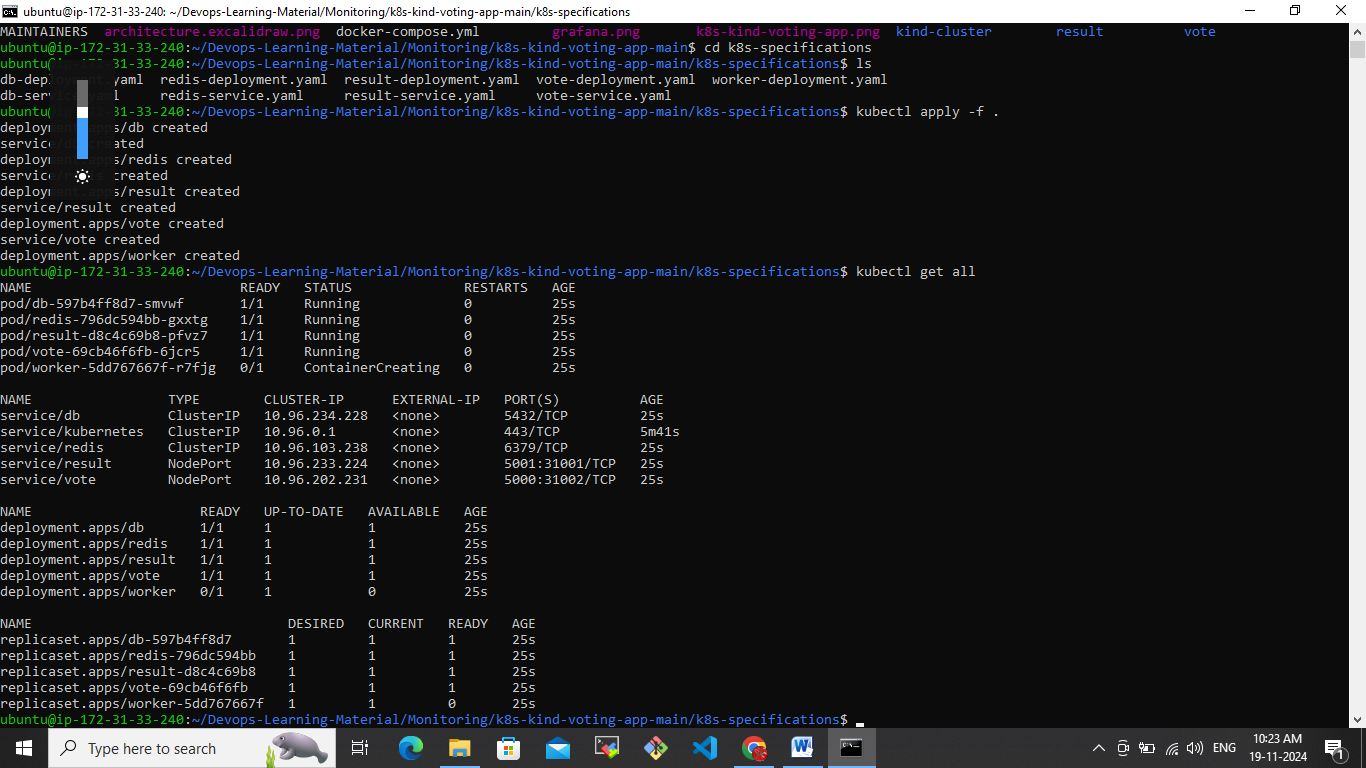 ubuntu@ip-172-31-33-240: ~/Devops-Learning-Material/Monitoring/k8s-kind-voting-app-main/k8s-specifications
MAINTAINERS architecture.excalidraw.png docker-compose.yml grafana.png k8s-kind-voting-app.png kind-cluster result vote
ubuntu@ip-172-31-33-240:~/Devops-Learning-Material/Monitoring/k8s-kind-voting-app-main$ cd k8s-specifications
ubuntu@ 31-33-240:~/Devops-Learning-Material/Monitoring/k8s-kind-voting-app-main/k8s-specifications$ ls
db-deployment.yaml redis-deployment.yaml result-deployment.yaml vote-deployment.yaml worker-deployment.yaml
redis-service.yaml result-service.yaml vote-service.yaml
31-33-240:~/Devops-Learning-Material/Monitoring/k8s-kind-voting-app-main/k8s-specifications$ kubectl apply -f .
deployment.apps/db created
created
deployment.apps/redis created
created
deployment.apps/result created
service/result created
deployment.apps/vote created
service/vote created
deployment.apps/worker created
ubuntu@ip-172-31-33-240:~/Devops-Learning-Material/Monitoring/k8s-kind-voting-app-main/k8s-specifications$ kubectl get all
NAME READY STATUS RESTARTS AGE
pod/db-597b4ff8d7-smvwf 1/1 Running 0 25s
pod/redis-796dc594bb-gxxtg 1/1 Running 0 25s
pod/result-d8c4c69b8-pfvz7 1/1 Running 0 25s
pod/vote-69cb46f6fb-6jcr5 1/1 Running 0 25s
pod/worker-5dd767667f-r7fjg 0/1 ContainerCreating 0 25s
NAME TYPE CLUSTER-IP EXTERNAL-IP PORT(S) AGE
service/db ClusterIP 10.96.234.228 <none> 5432/TCP 25s
service/kubernetes ClusterIP 10.96.0.1 <none> 443/TCP 5m41s
service/redis ClusterIP 10.96.103.238 <none> 6379/TCP 25s
service/result NodePort 10.96.233.224 <none> 5001:31001/TCP 25s
service/vote NodePort 10.96.202.231 <none> 5000:31002/TCP 25s
NAME READY UP-TO-DATE AVAILABLE AGE
deployment.apps/db 1/1 1 1 25s
deployment.apps/redis 1/1 1 1 25s
deployment.apps/result 1/1 1 1 25s
deployment.apps/vote 1/1 1 1 25s
deployment.apps/worker 0/1 1 0 25s
NAME DESIRED CURRENT READY AGE
replicaset.apps/db-597b4ff8d7 1 1 1 25s
replicaset.apps/redis-796dc594bb 1 1 1 25s
replicaset.apps/result-d8c4c69b8 1 1 1 25s
replicaset.apps/vote-69cb46f6fb 1 1 1 25s
replicaset.apps/worker-5dd767667f 1 1 0 25s
ubuntu@ip-172-31-33-240:~/Devops-Learning-Material/Monitoring/k8s-kind-voting-app-main/k8s-specifications$
Type here to search
ENG
10:23 AM
19-11-2024
1